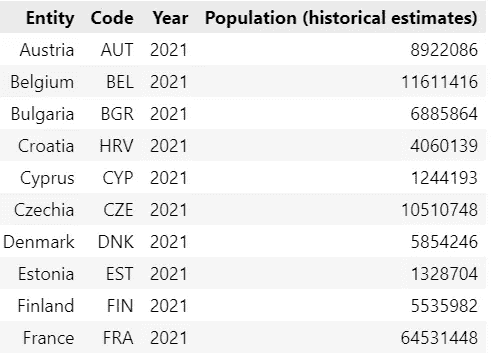 Entity Code Year Population (historical estimates)
Austria AUT 2021 8922086
Belgium BEL 2021 11611416
Bulgaria BGR 2021 6885864
Croatia HRV 2021 4060139
Cyprus CYP 2021 1244193
Czechia CZE 2021 10510748
Denmark DNK 2021 5854246
Estonia EST 2021 1328704
Finland FIN 2021 5535982
France FRA 2021 64531448